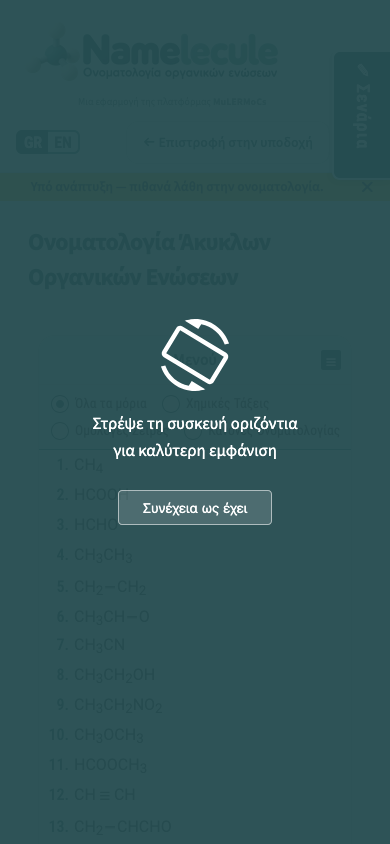 Namelecule
Ονοματολογία οργανικών ενώσεων
✎ Σενάρια
GR EN
← Επιστροφή στην υποδοχή
Υπό ανάπτυξη — πιθανά λάθη στην ονοματολογία. ✕
Ονοματολογία Άκυκλων
Οργανικών Ενώσεων
Όλα τα μόρια Χημικές Τάξεις
Στρέψε τη συσκευή οριζόντια
για καλύτερη εμφάνιση
Συνέχεια ως έχει
1. CH₄
2. HCOOH
3. HCHO
4. CH₃CH₃
5. CH₂=CH₂
6. CH₃CH=O
7. CH₃CN
8. CH₃CH₂OH
9. CH₃CH₂NO₂
10. CH₃OCH₃
11. HCOOCH₃
12. CH≡CH
13. CH₂=CHCHO